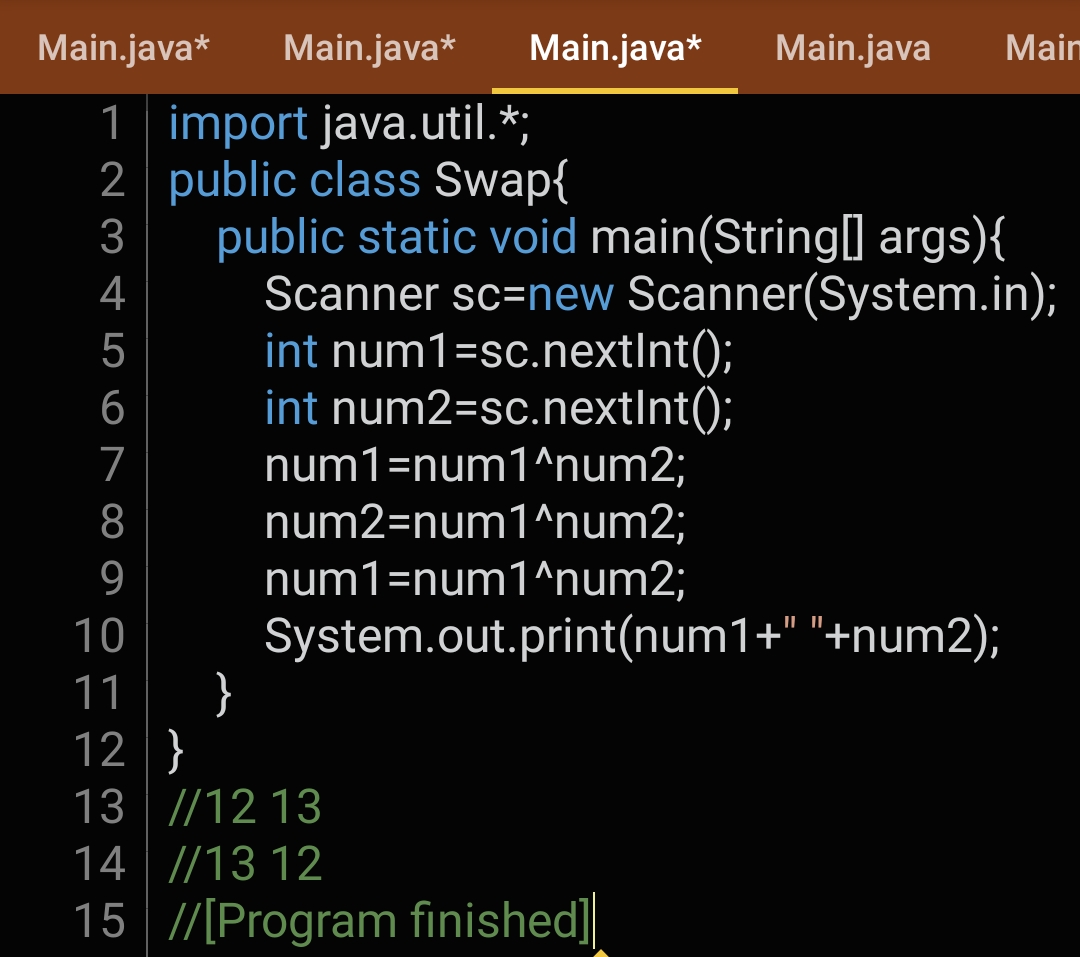 Main.java* Main.java* Main.java* Main.java Main
1 import java.util.*;
2 public class Swap{
3 public static void main(String[] args){
4 Scanner sc=new Scanner(System.in);
5 int num1=sc.nextInt();
6 int num2=sc.nextInt();
7 num1=num1^num2;
8 num2=num1^num2;
9 num1=num1^num2;
10 System.out.print(num1+" "+num2);
11 }
12 }
13 //12 13
14 //13 12
15 //[Program finished]